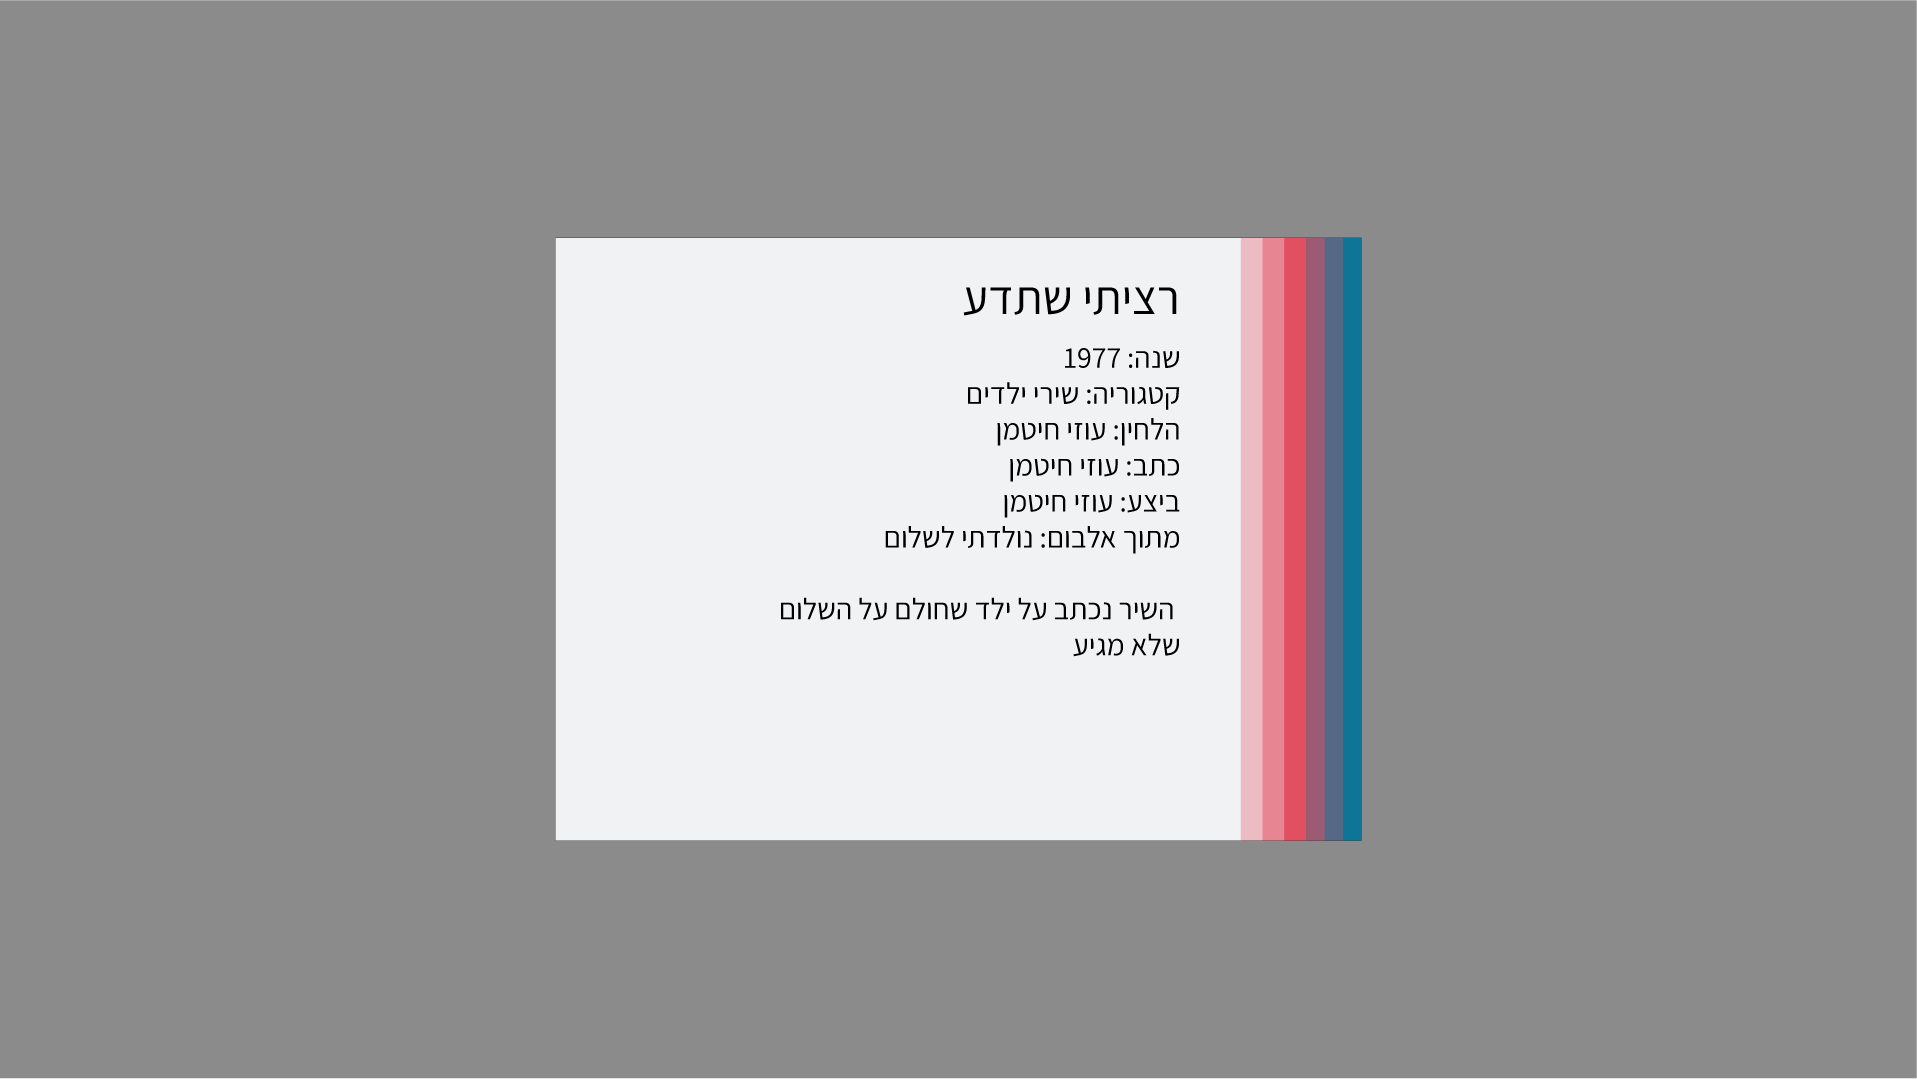 רציתי שתדע
שנה: 1977
קטגוריה: שירי ילדים
הלחין: עוזי חיטמן
כתב: עוזי חיטמן
ביצע: עוזי חיטמן
מתוך אלבום: נולדתי לשלום
השיר נכתב על ילד שחולם על השלום
שלא מגיע